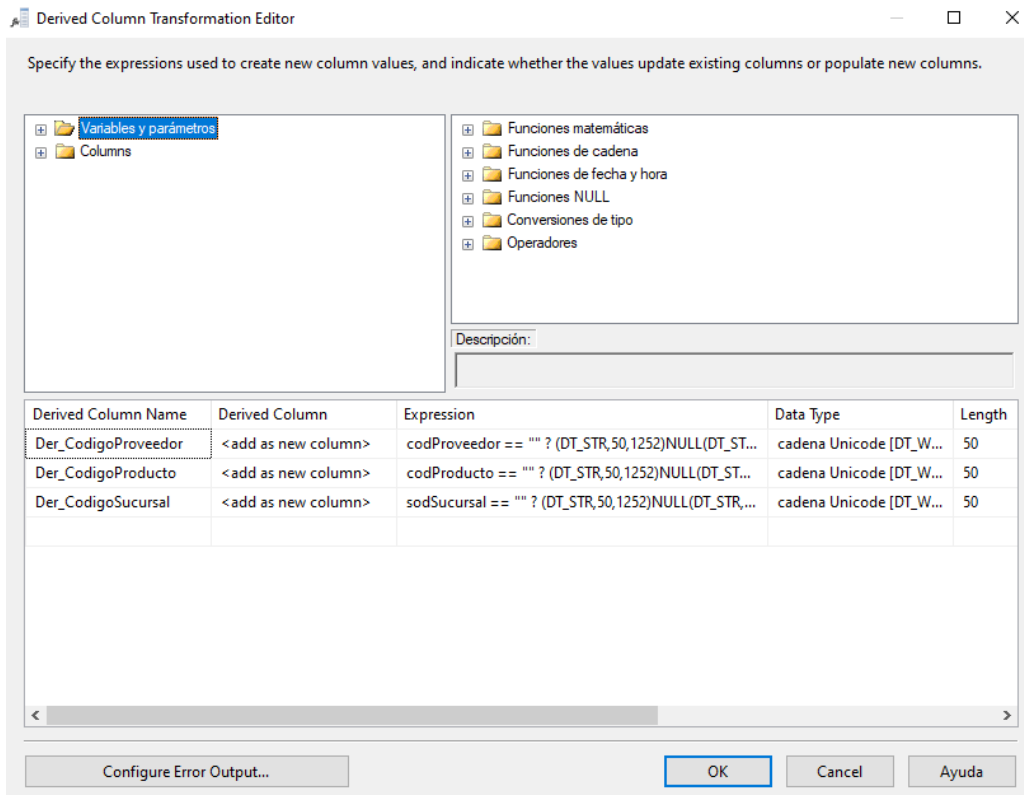 Derived Column Transformation Editor
Specify the expressions used to create new column values, and indicate whether the values update existing columns or populate new columns.
Variables y parámetros
Columns
Funciones matemáticas
Funciones de cadena
Funciones de fecha y hora
Funciones NULL
Conversiones de tipo
Operadores
Descripción:
Derived Column Name Derived Column Expression Data Type Length
Der_CodigoProveedor <add as new column> codProveedor == "" ? (DT_STR,50,1252)NULL(DT_ST... cadena Unicode [DT_W... 50
Der_CodigoProducto <add as new column> codProducto == "" ? (DT_STR,50,1252)NULL(DT_ST... cadena Unicode [DT_W... 50
Der_CodigoSucursal <add as new column> sodSucursal == "" ? (DT_STR,50,1252)NULL(DT_STR,... cadena Unicode [DT_W... 50
Configure Error Output... OK Cancel Ayuda